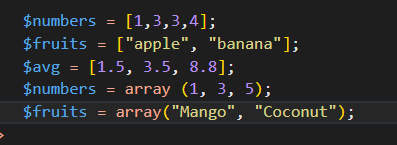 $numbers = [1,3,3,4];
$fruits = ["apple", "banana"];
$avg = [1.5, 3.5, 8.8];
$numbers = array (1, 3, 5);
$fruits = array("Mango", "Coconut");
>